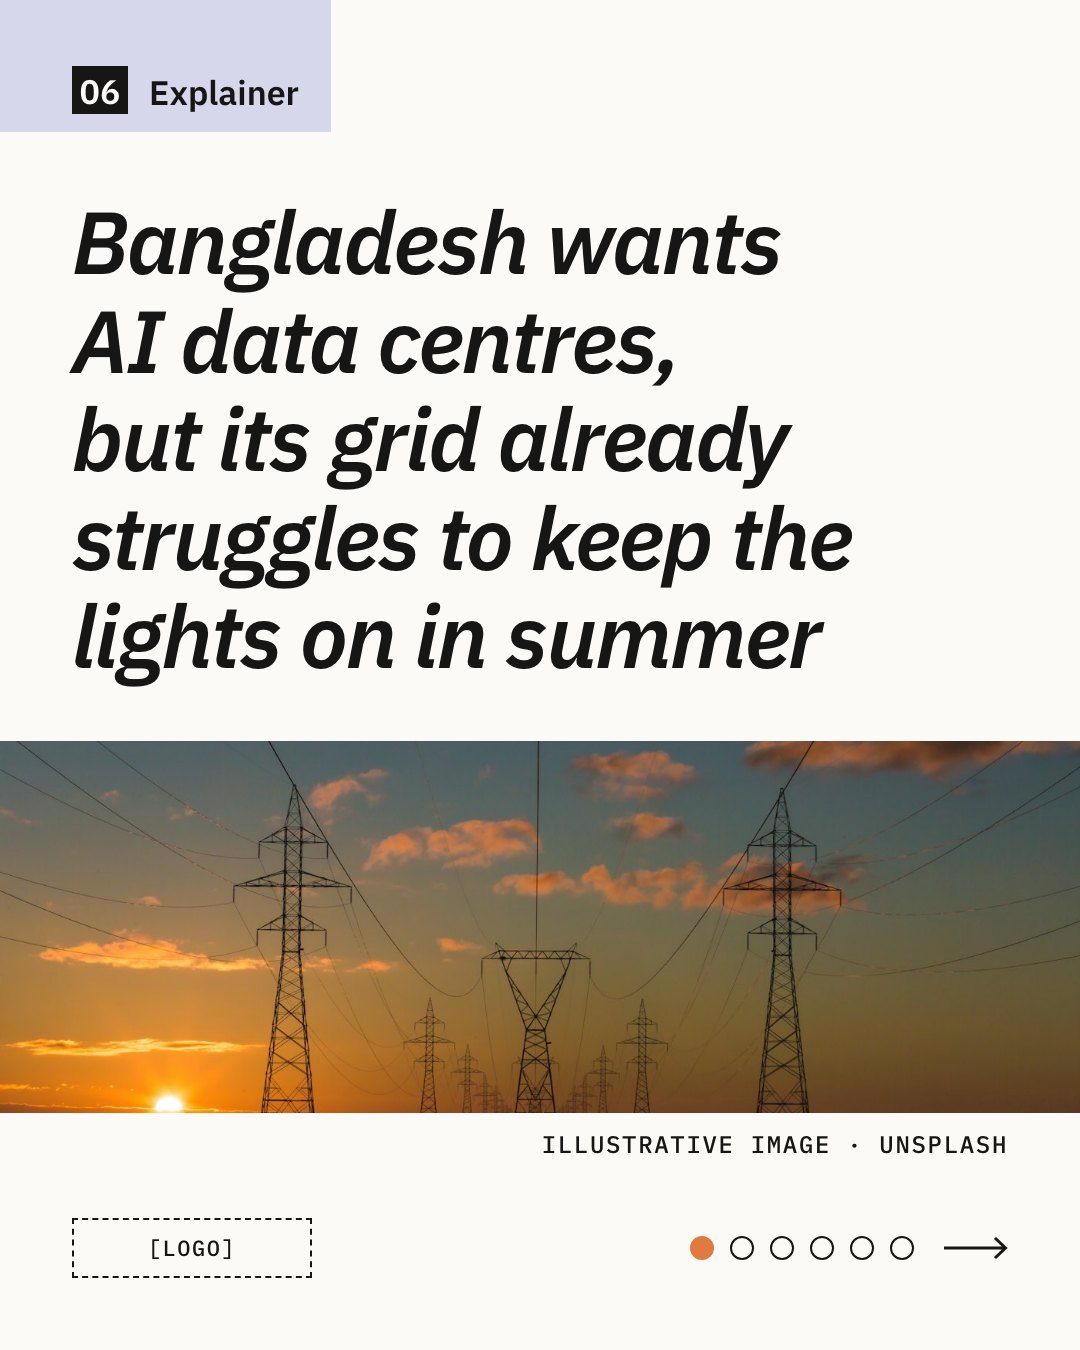 06 Explainer
Bangladesh wants
AI data centres,
but its grid already
struggles to keep the
lights on in summer
ILLUSTRATIVE IMAGE · UNSPLASH
[LOGO]